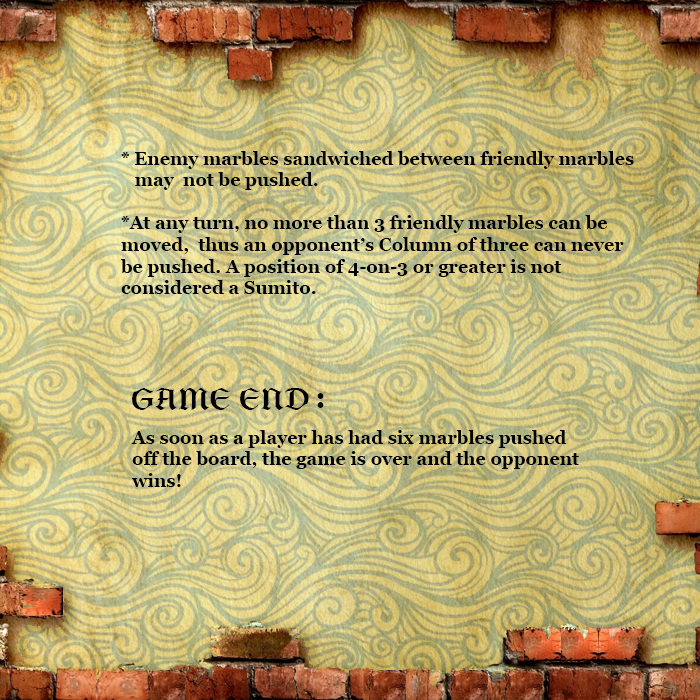 * Enemy marbles sandwiched between friendly marbles
may  not be pushed.
*At any turn, no more than 3 friendly marbles can be
moved,  thus an opponent’s Column of three can never
be pushed. A position of 4-on-3 or greater is not
considered a Sumito.
GAME END:
As soon as a player has had six marbles pushed
off the board, the game is over and the opponent
wins!